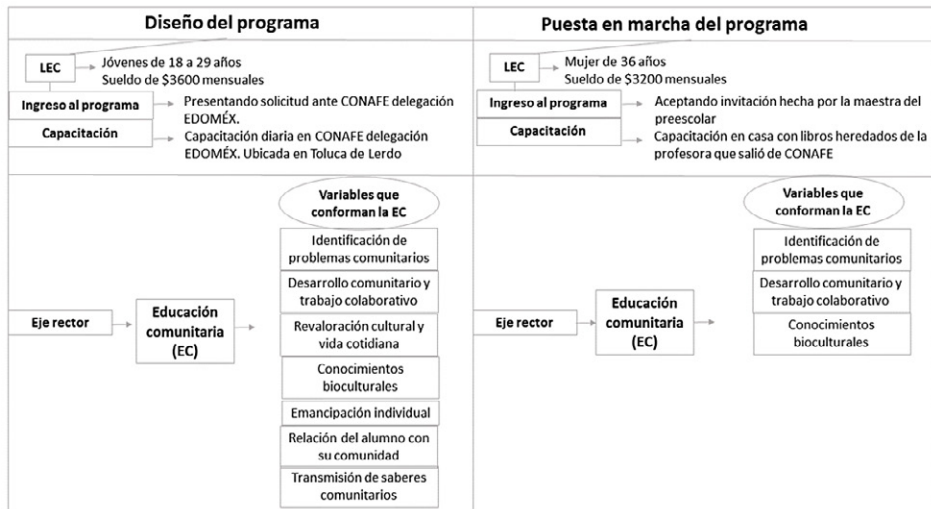 Diseño del programa
LEC
Jóvenes de 18 a 29 años
Sueldo de $3600 mensuales
Ingreso al programa
Presentando solicitud ante CONAFE delegación
EDOMÉX.
Capacitación
Capacitación diaria en CONAFE delegación
EDOMÉX. Ubicada en Toluca de Lerdo
Puesta en marcha del programa
LEC
Mujer de 36 años
Sueldo de $3200 mensuales
Ingreso al programa
Aceptando invitación hecha por la maestra del
preescolar
Capacitación
Capacitación en casa con libros heredados de la
profesora que salió de CONAFE
Eje rector
Educación
comunitaria
(EC)
Variables que
conforman la EC
Identificación de
problemas comunitarios
Desarrollo comunitario y
trabajo colaborativo
Revaloración cultural y
vida cotidiana
Conocimientos
bioculturales
Emancipación individual
Relación del alumno con
su comunidad
Transmisión de saberes
comunitarios
Eje rector
Educación
comunitaria
(EC)
Variables que
conforman la EC
Identificación de
problemas comunitarios
Desarrollo comunitario y
trabajo colaborativo
Conocimientos
bioculturales